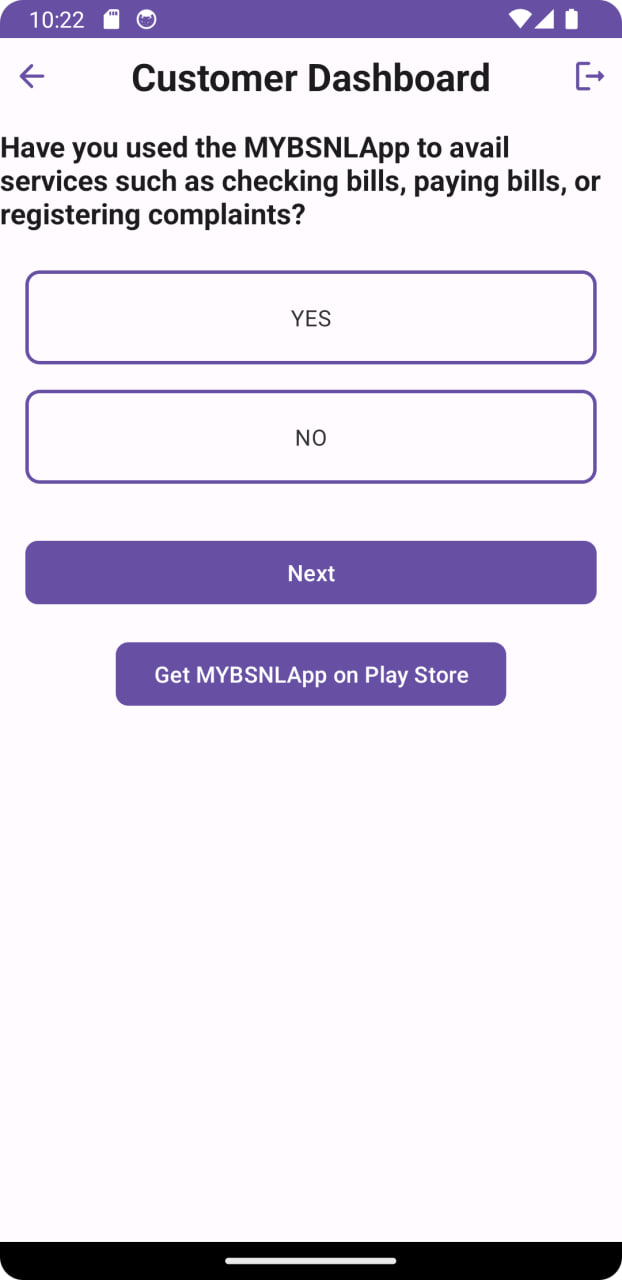 10:22
Customer Dashboard
Have you used the MYBSNLApp to avail
services such as checking bills, paying bills, or
registering complaints?
YES
NO
Next
Get MYBSNLApp on Play Store